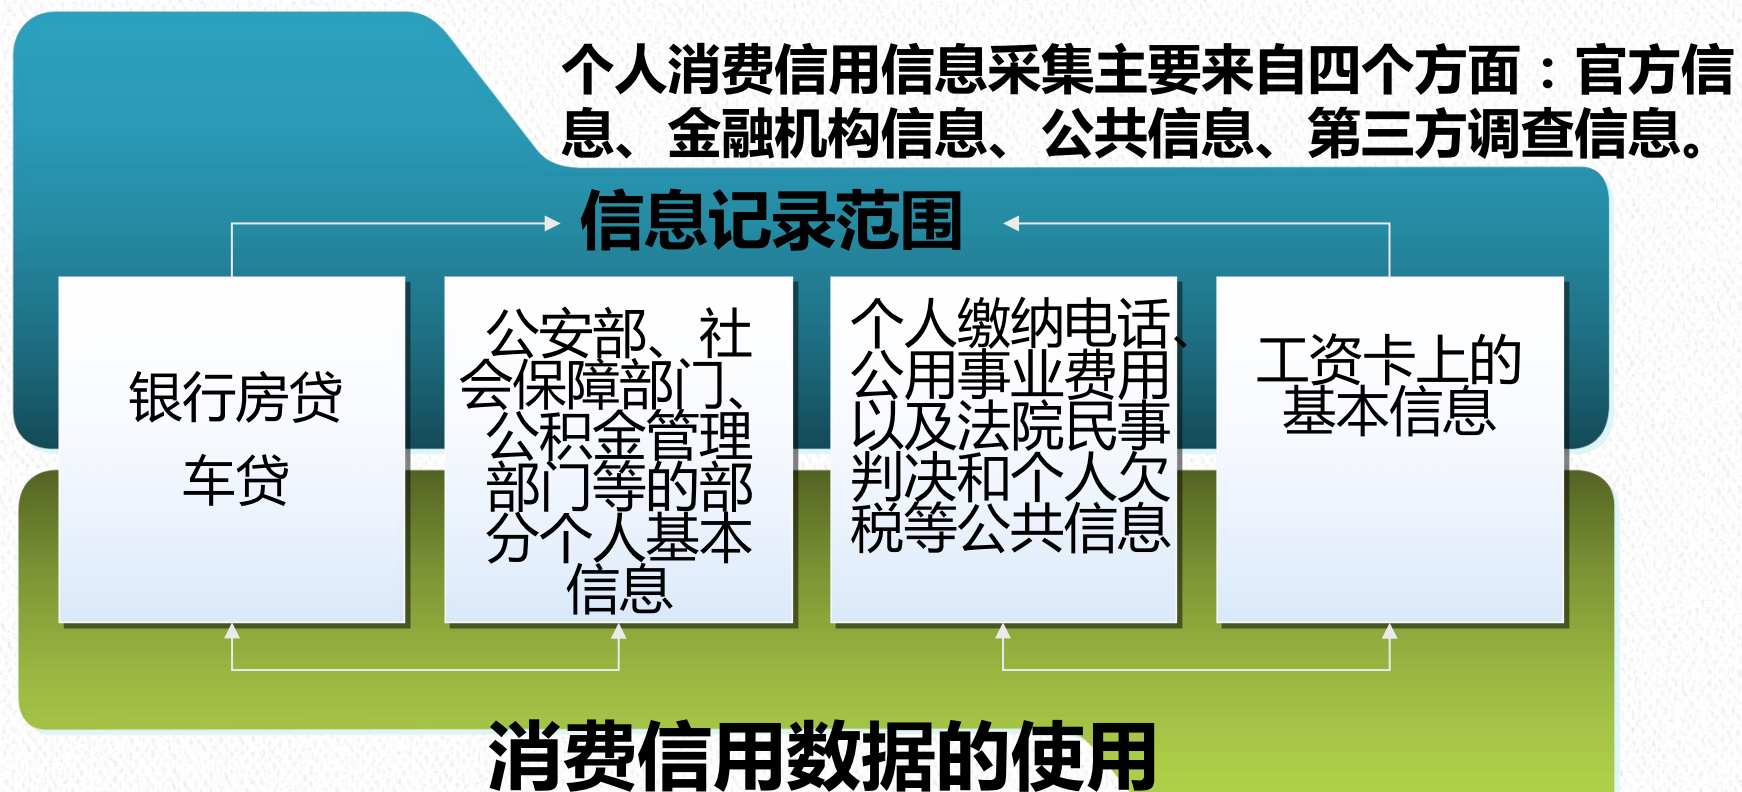 个人消费信用信息采集主要来自四个方面：官方信
息、金融机构信息、公共信息、第三方调查信息。
信息记录范围
银行房贷
车贷
公安部、社
会保障部门、
公积金管理
部门等的部
分个人基本
信息
个人缴纳电话、
公用事业费用
以及法院民事
判决和个人欠
税等公共信息
工资卡上的
基本信息
消费信用数据的使用